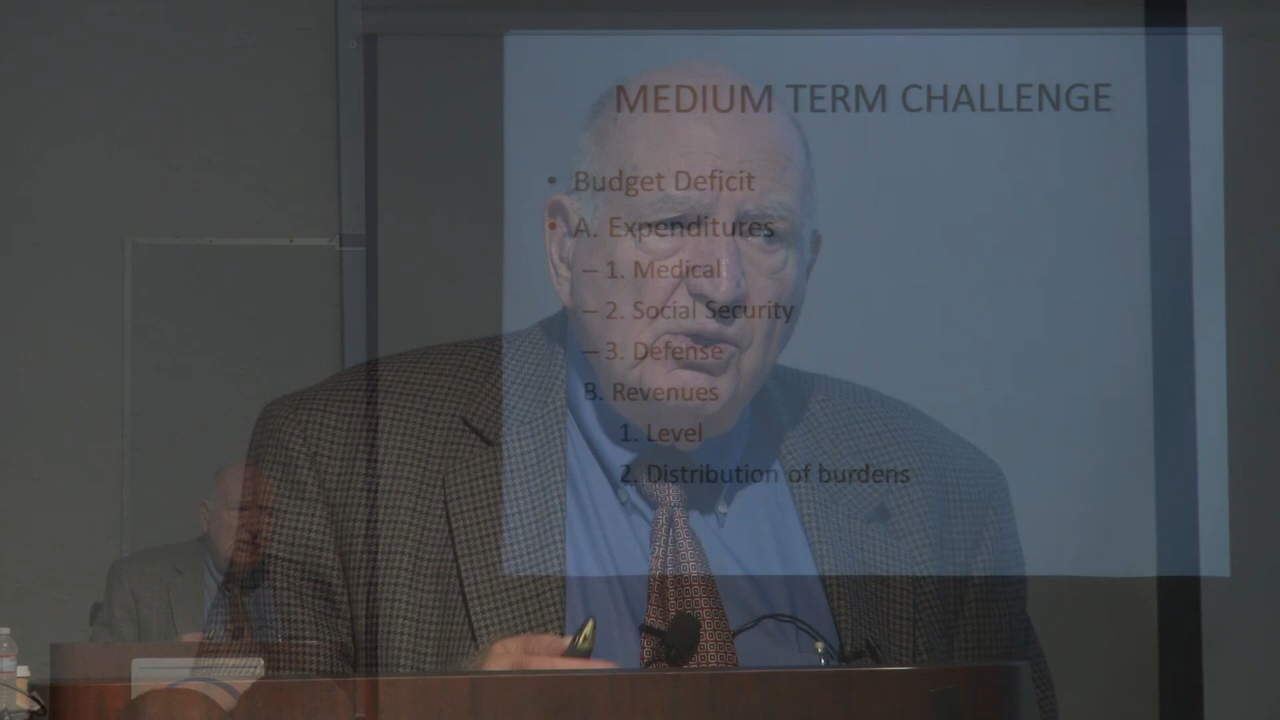 MEDIUM TERM CHALLENGE
• Budget Deficit
• A. Expenditures
– 1. Medical
– 2. Social Security
– 3. Defense
B. Revenues
1. Level
2. Distribution of burdens